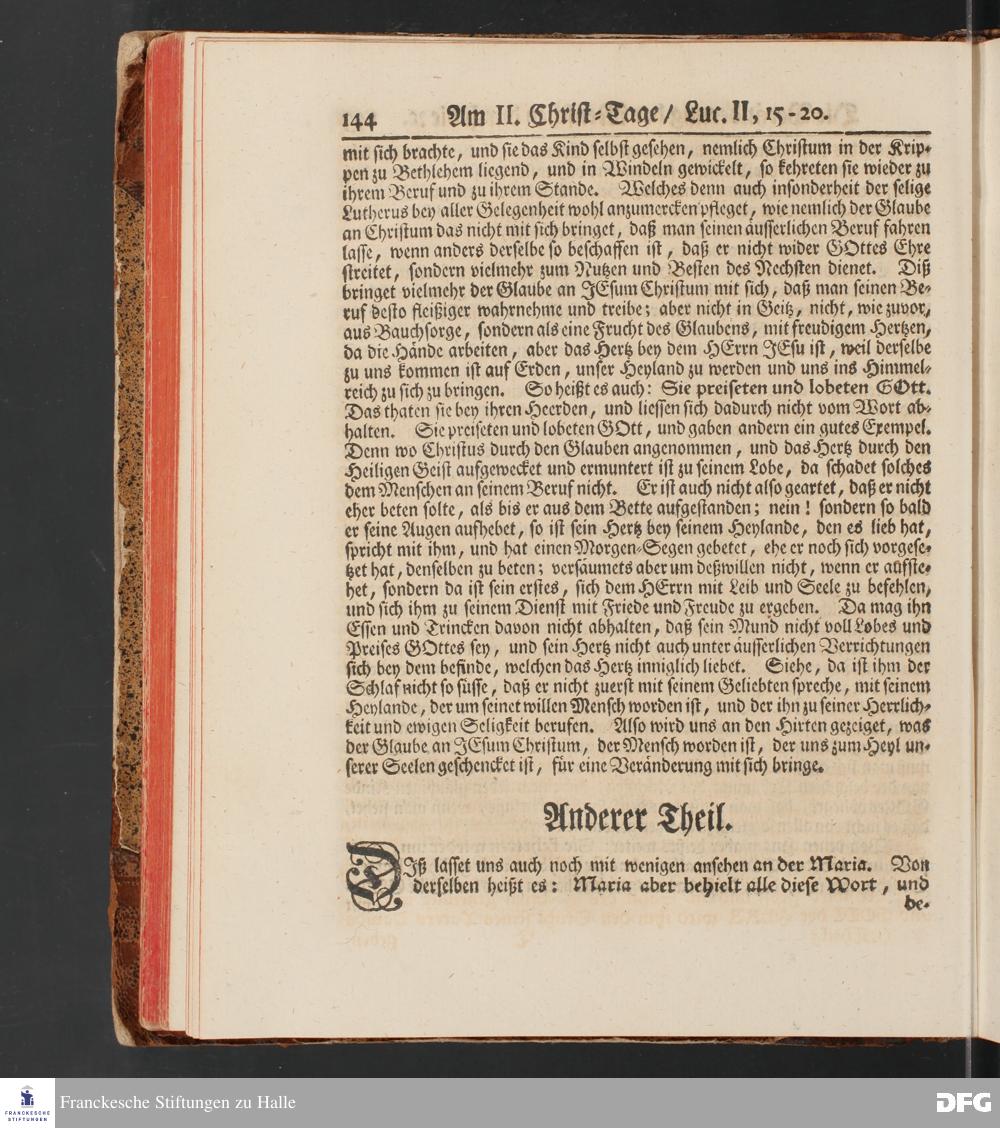 144 Am II. Christ-Tage/ Luc. II, 15-20.
mit sich brachte, und sie das Kind selbst gesehen, nemlich Christum in der Krip-
pen zu Bethlehem liegend, und in Windeln gewickelt, so kehreten sie wieder zu
ihrem Beruf und zu ihrem Stande. Welches denn auch insonderheit der selige
Lutherus bey aller Gelegenheit wohl anzumercken pfleget, wie nemlich der Glaube
an Christum das nicht mit sich bringet, daß man seinen äusserlichen Beruf fahren
lasse, wenn anders derselbe so beschaffen ist, daß er nicht wider GOttes Ehre
streitet, sondern vielmehr zum Nutzen und Besten des Nechsten dienet. Diß
bringet vielmehr der Glaube an JEsum Christum mit sich, daß man seinen Be-
ruf desto fleißiger wahrnehme und treibe; aber nicht in Geitz, nicht, wie zuvor,
aus Bauchsorge, sondern als eine Frucht des Glaubens, mit freudigem Hertzen,
da die Hände arbeiten, aber das Hertz bey dem HErrn JEsu ist, weil derselbe
zu uns kommen ist auf Erden, unser Heyland zu werden und uns ins Himmel-
reich zu sich zu bringen. So heißt es auch: Sie preiseten und lobeten GOtt.
Das thaten sie bey ihren Heerden, und liessen sich dadurch nicht vom Wort ab-
halten. Sie preiseten und lobeten GOtt, und gaben andern ein gutes Exempel.
Denn wo Christus durch den Glauben angenommen, und das Hertz durch den
Heiligen Geist aufgewecket und ermuntert ist zu seinem Lobe, da schadet solches
dem Menschen an seinem Beruf nicht. Er ist auch nicht also geartet, daß er nicht
eher beten solte, als bis er aus dem Bette aufgestanden; nein! sondern so bald
er seine Augen aufhebet, so ist sein Hertz bey seinem Heylande, den es lieb hat,
spricht mit ihm, und hat einen Morgen-Segen gebetet, ehe er noch sich vorgese-
tzet hat, denselben zu beten; versäumets aber um deßwillen nicht, wenn er aufste-
het, sondern da ist sein erstes, sich dem HErrn mit Leib und Seele zu befehlen,
und sich ihm zu seinem Dienst mit Friede und Freude zu ergeben. Da mag ihn
Essen und Trincken davon nicht abhalten, daß sein Mund nicht voll Lobes und
Preises GOttes sey, und sein Hertz nicht auch unter äusserlichen Verrichtungen
sich bey dem befinde, welchen das Hertz inniglich liebet. Siehe, da ist ihm der
Schlaf nicht so süsse, daß er nicht zuerst mit seinem Geliebten spreche, mit seinem
Heylande, der um seinet willen Mensch worden ist, und der ihn zu seiner Herrlich-
keit und ewigen Seligkeit berufen. Also wird uns an den Hirten gezeiget, was
der Glaube an JEsum Christum, der Mensch worden ist, der uns zum Heyl un-
serer Seelen geschencket ist, für eine Veränderung mit sich bringe.
Anderer Theil.
DIß lasset uns auch noch mit wenigen ansehen an der Maria. Von
derselben heißt es: Maria aber behielt alle diese Wort, und
be-
FRANCKESCHE
STIFTUNGEN
Franckesche Stiftungen zu Halle
DFG